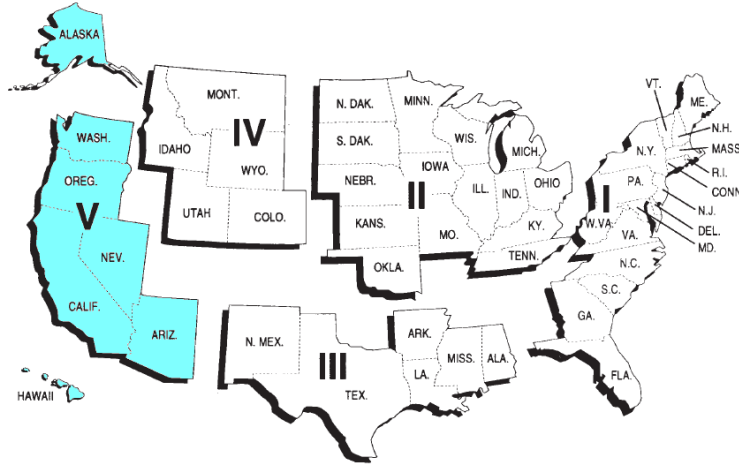 ALASKA
WASH.
OREG.
V
NEV.
CALIF.
ARIZ.
HAWAII
MONT.
IV
IDAHO
WYO.
UTAH
COLO.
N. DAK.
MINN.
S. DAK.
WIS.
MICH.
NEBR.
IOWA
II
ILL.
IND.
OHIO
KANS.
MO.
KY.
OKLA.
TENN.
N. MEX.
III
TEX.
ARK.
LA.
MISS.
ALA.
VT.
ME.
N.H.
MASS
N.Y.
R.I.
CONN
PA.
I
N.J.
W.VA.
DEL.
VA.
MD.
N.C.
S.C.
GA.
FLA.